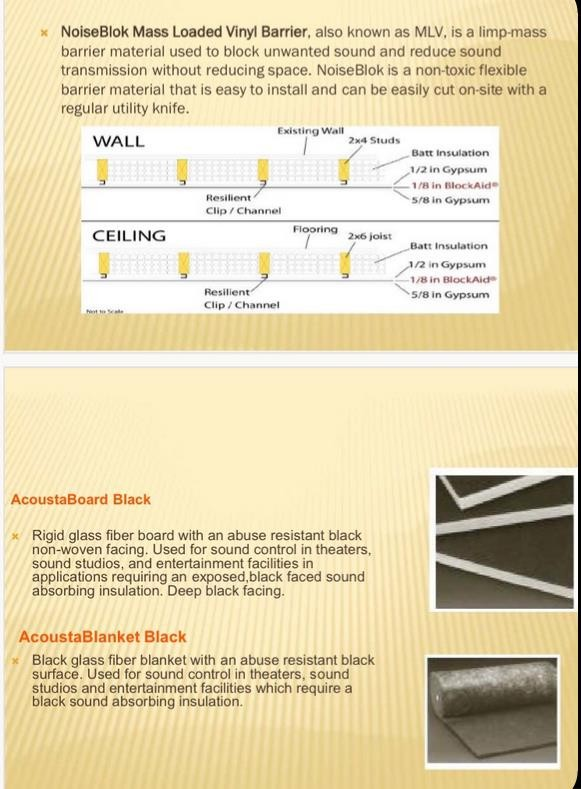 NoiseBlok Mass Loaded Vinyl Barrier, also known as MLV, is a limp-mass
barrier material used to block unwanted sound and reduce sound
transmission without reducing space. NoiseBlok is a non-toxic flexible
barrier material that is easy to install and can be easily cut on-site with a
regular utility knife.
WALL
Existing Wall
2x4 Studs
Batt Insulation
1/2 in Gypsum
1/8 in BlockAid®
5/8 in Gypsum
Resilient
Clip / Channel
CEILING
Flooring
2x6 joist
Batt Insulation
1/2 in Gypsum
1/8 in BlockAid®
5/8 in Gypsum
Resilient
Clip / Channel
Not to Scale
AcoustaBoard Black
Rigid glass fiber board with an abuse resistant black
non-woven facing. Used for sound control in theaters,
sound studios, and entertainment facilities in
applications requiring an exposed,black faced sound
absorbing insulation. Deep black facing.
AcoustaBlanket Black
Black glass fiber blanket with an abuse resistant black
surface. Used for sound control in theaters, sound
studios and entertainment facilities which require a
black sound absorbing insulation.